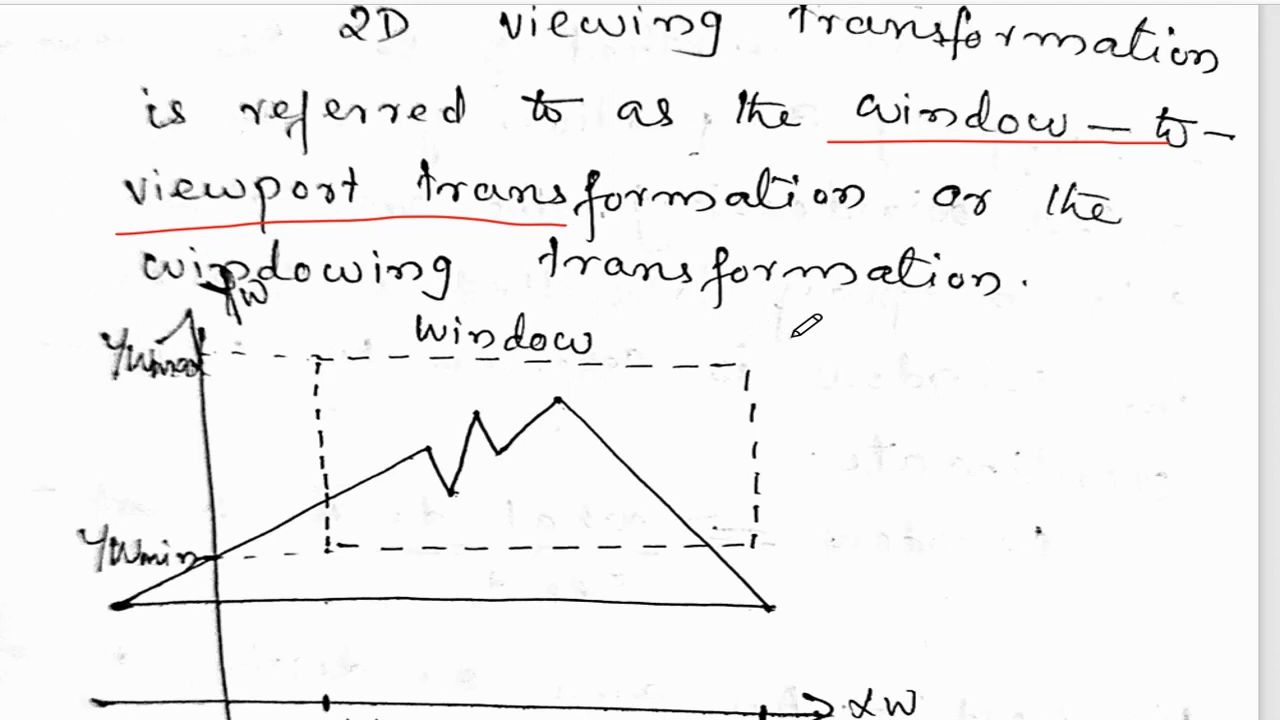 2D viewing transformation
is referred to as the window-to-
viewport transformation or the
windowing transformation.
yw
window
ywmax
ywmin
xw